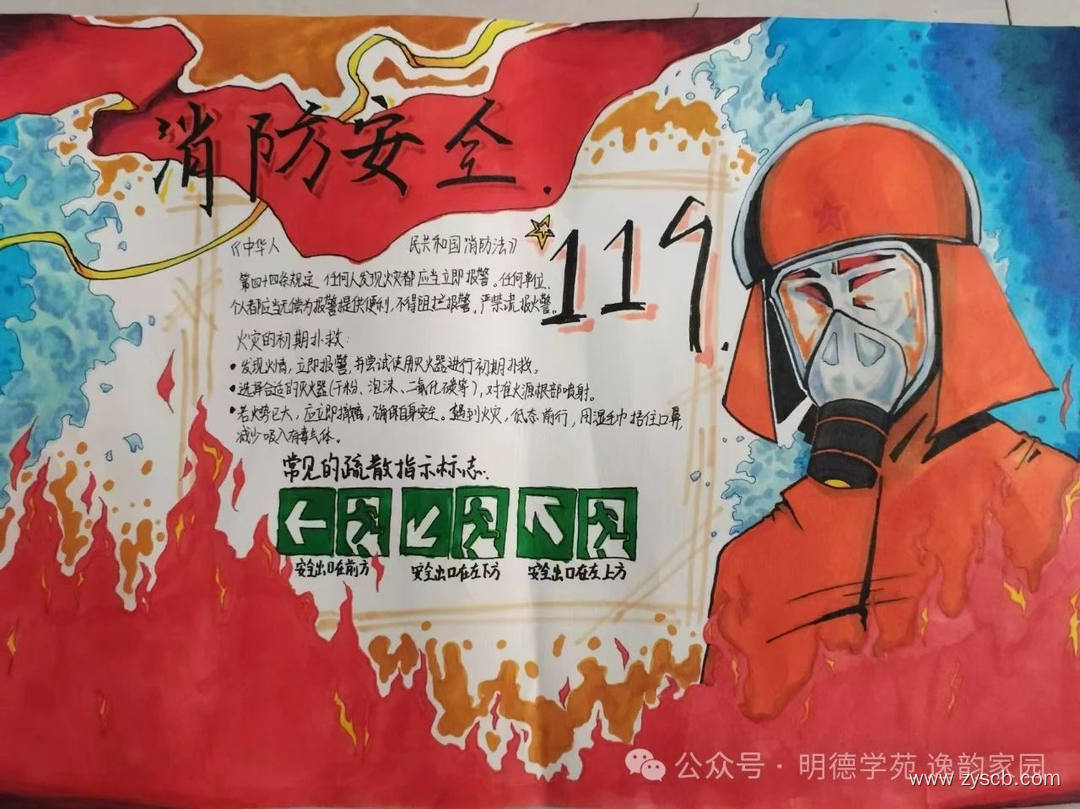 消防安全.
119.
《中华人 民共和国消防法》
第四十四条规定 任何人发现火灾都应当立即报警。任何单位、
个人都应当无偿为报警提供便利,不得阻拦报警。严禁谎报火警。
火灾的初期扑救:
•发现火情,立即报警,并尝试使用灭火器进行初期扑救。
•选择合适的灭火器(干粉、泡沫、二氧化碳等),对准火源根部喷射。
•若火势已大,应立即撤离,确保自身安全。遇到火灾,低态前行,用湿毛巾捂住口鼻,
减少吸入有毒气体。
常见的疏散指示标志.
安全出口在前方 安全出口在左下方 安全出口在左上方
公众号·明德学苑 逸韵家园
www.zyscb.com